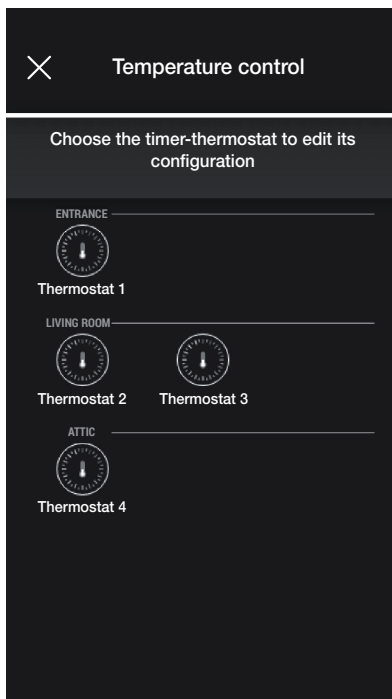 Temperature control
Choose the timer-thermostat to edit its
configuration
ENTRANCE
Thermostat 1
LIVING ROOM
Thermostat 2 Thermostat 3
ATTIC
Thermostat 4